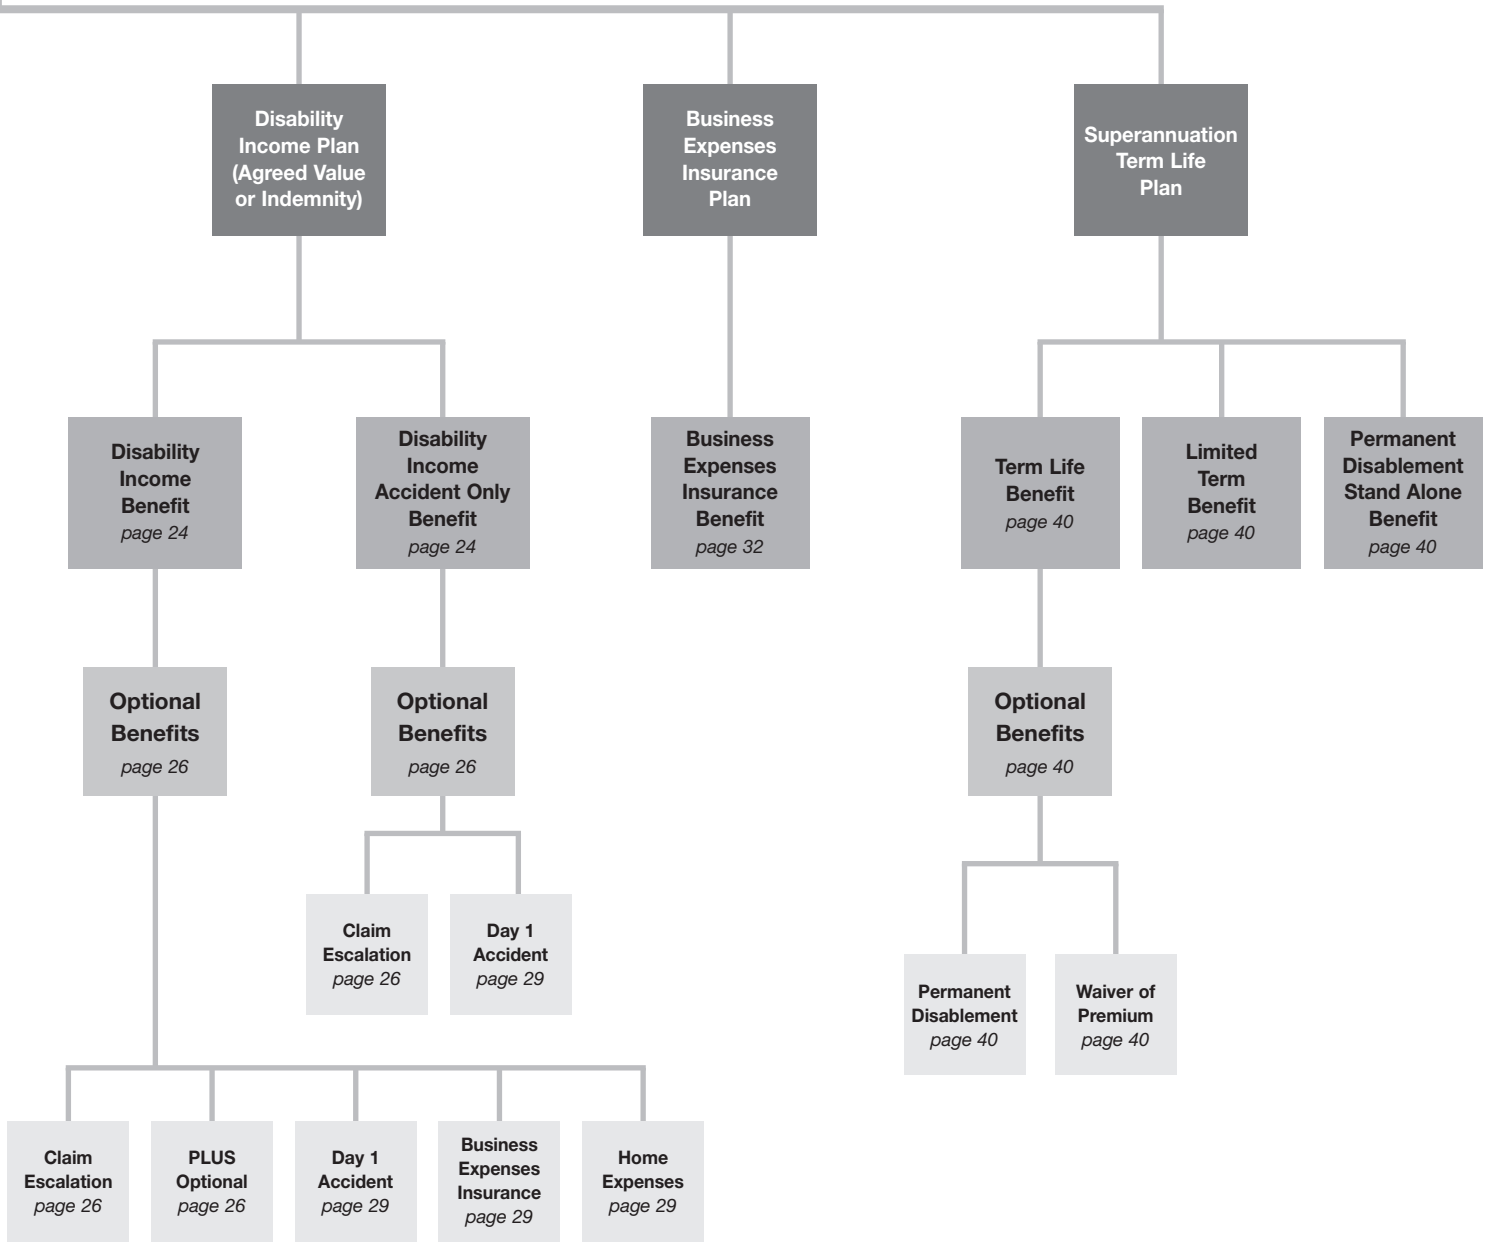 Disability
Income Plan
(Agreed Value
or Indemnity)
Business
Expenses
Insurance
Plan
Superannuation
Term Life
Plan
Disability
Income
Benefit
page 24
Disability
Income
Accident Only
Benefit
page 24
Business
Expenses
Insurance
Benefit
page 32
Term Life
Benefit
page 40
Limited
Term
Benefit
page 40
Permanent
Disablement
Stand Alone
Benefit
page 40
Optional
Benefits
page 26
Optional
Benefits
page 26
Optional
Benefits
page 40
Claim
Escalation
page 26
Day 1
Accident
page 29
Permanent
Disablement
page 40
Waiver of
Premium
page 40
Claim
Escalation
page 26
PLUS
Optional
page 26
Day 1
Accident
page 29
Business
Expenses
Insurance
page 29
Home
Expenses
page 29